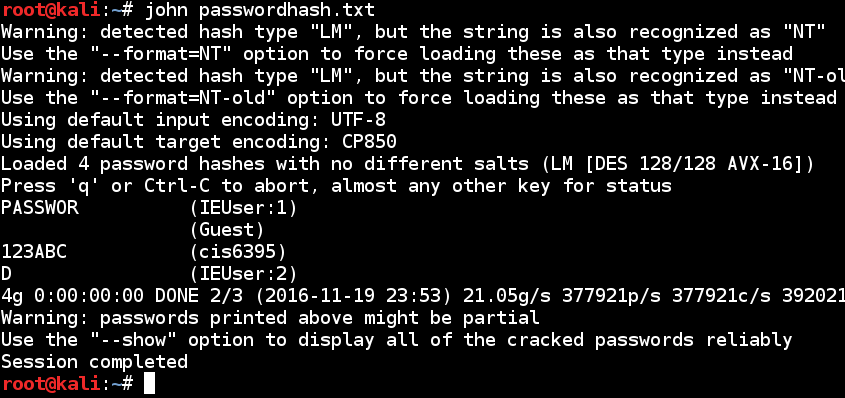 root@kali:~# john passwordhash.txt
Warning: detected hash type "LM", but the string is also recognized as "NT"
Use the "--format=NT" option to force loading these as that type instead
Warning: detected hash type "LM", but the string is also recognized as "NT-ol
Use the "--format=NT-old" option to force loading these as that type instead
Using default input encoding: UTF-8
Using default target encoding: CP850
Loaded 4 password hashes with no different salts (LM [DES 128/128 AVX-16])
Press 'q' or Ctrl-C to abort, almost any other key for status
PASSWOR          (IEUser:1)
                 (Guest)
123ABC           (cis6395)
D                (IEUser:2)
4g 0:00:00:00 DONE 2/3 (2016-11-19 23:53) 21.05g/s 377921p/s 377921c/s 392021
Warning: passwords printed above might be partial
Use the "--show" option to display all of the cracked passwords reliably
Session completed
root@kali:~#